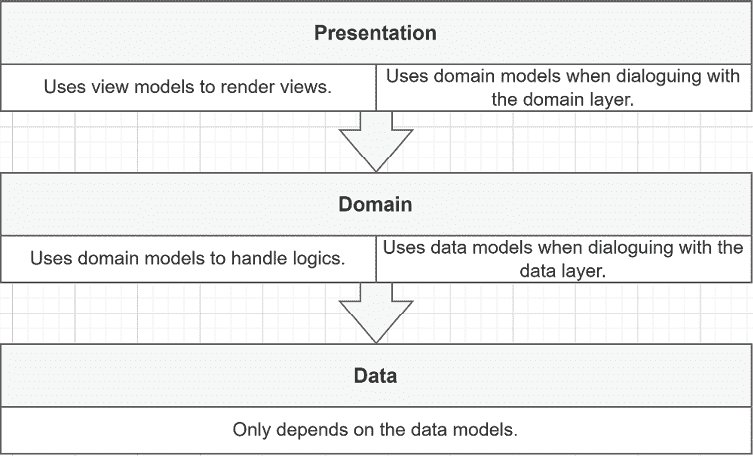 Presentation
Uses view models to render views.
Uses domain models when dialoguing with
the domain layer.
Domain
Uses domain models to handle logics.
Uses data models when dialoguing with the
data layer.
Data
Only depends on the data models.